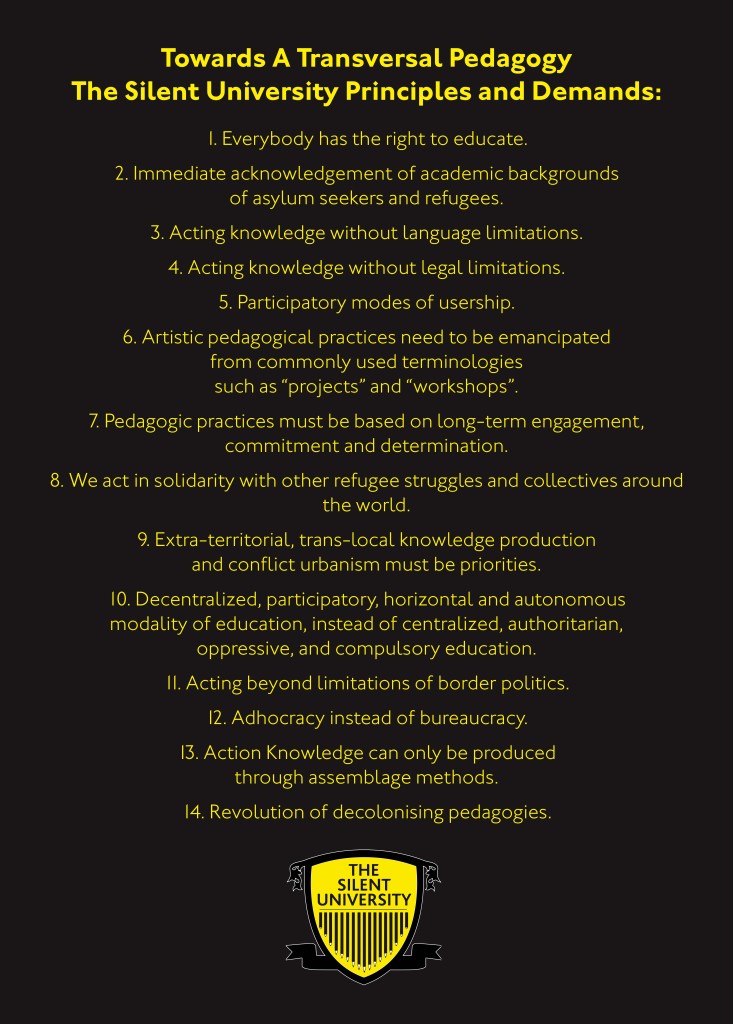 Towards A Transversal Pedagogy
The Silent University Principles and Demands:
1. Everybody has the right to educate.
2. Immediate acknowledgement of academic backgrounds
of asylum seekers and refugees.
3. Acting knowledge without language limitations.
4. Acting knowledge without legal limitations.
5. Participatory modes of usership.
6. Artistic pedagogical practices need to be emancipated
from commonly used terminologies
such as “projects” and “workshops”.
7. Pedagogic practices must be based on long-term engagement,
commitment and determination.
8. We act in solidarity with other refugee struggles and collectives around
the world.
9. Extra-territorial, trans-local knowledge production
and conflict urbanism must be priorities.
10. Decentralized, participatory, horizontal and autonomous
modality of education, instead of centralized, authoritarian,
oppressive, and compulsory education.
11. Acting beyond limitations of border politics.
12. Adhocracy instead of bureaucracy.
13. Action Knowledge can only be produced
through assemblage methods.
14. Revolution of decolonising pedagogies.
THE
SILENT
UNIVERSITY